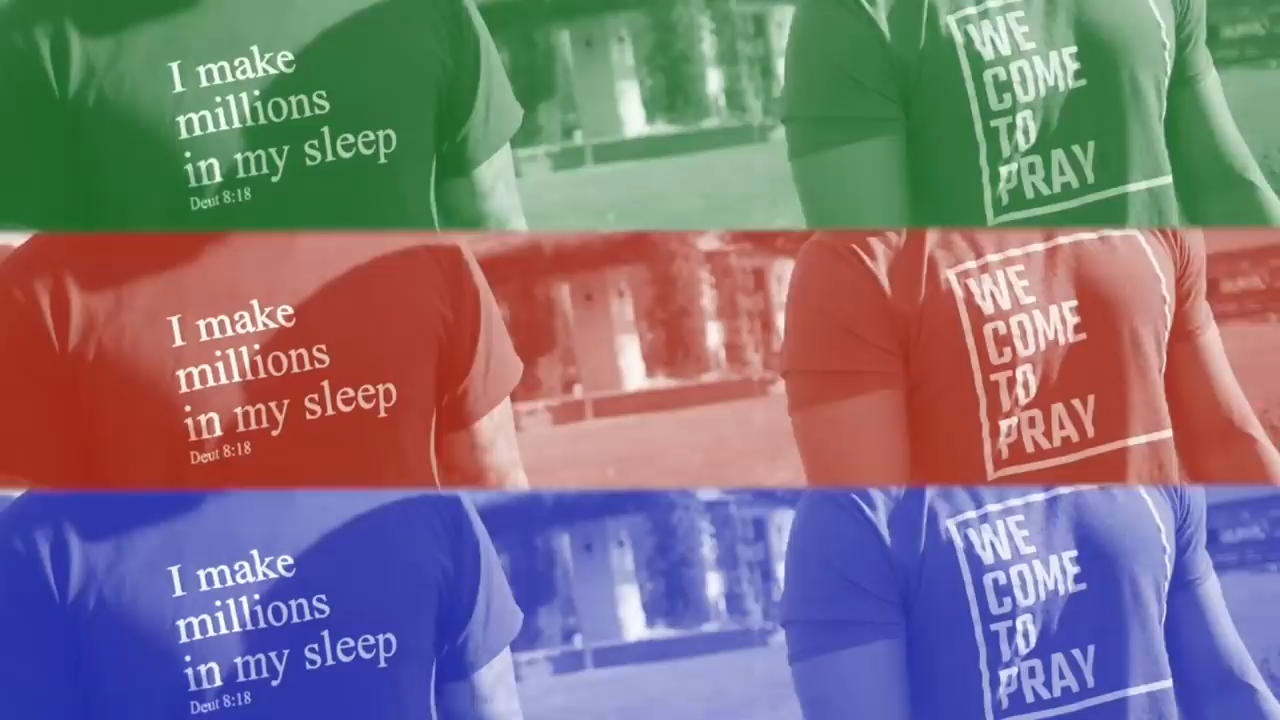 I make
millions
in my sleep
Deut 8:18
WE
COME
TO
PRAY
I make
millions
in my sleep
Deut 8:18
WE
COME
TO
PRAY
I make
millions
in my sleep
Deut 8:18
WE
COME
TO
PRAY